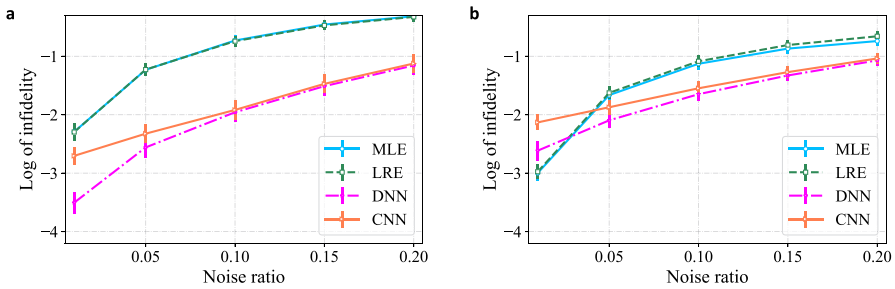 a
Log of infidelity
−1
−2
−3
−4
0.05 0.10 0.15 0.20
Noise ratio
MLE
LRE
DNN
CNN
b
Log of infidelity
−1
−2
−3
−4
0.05 0.10 0.15 0.20
Noise ratio
MLE
LRE
DNN
CNN